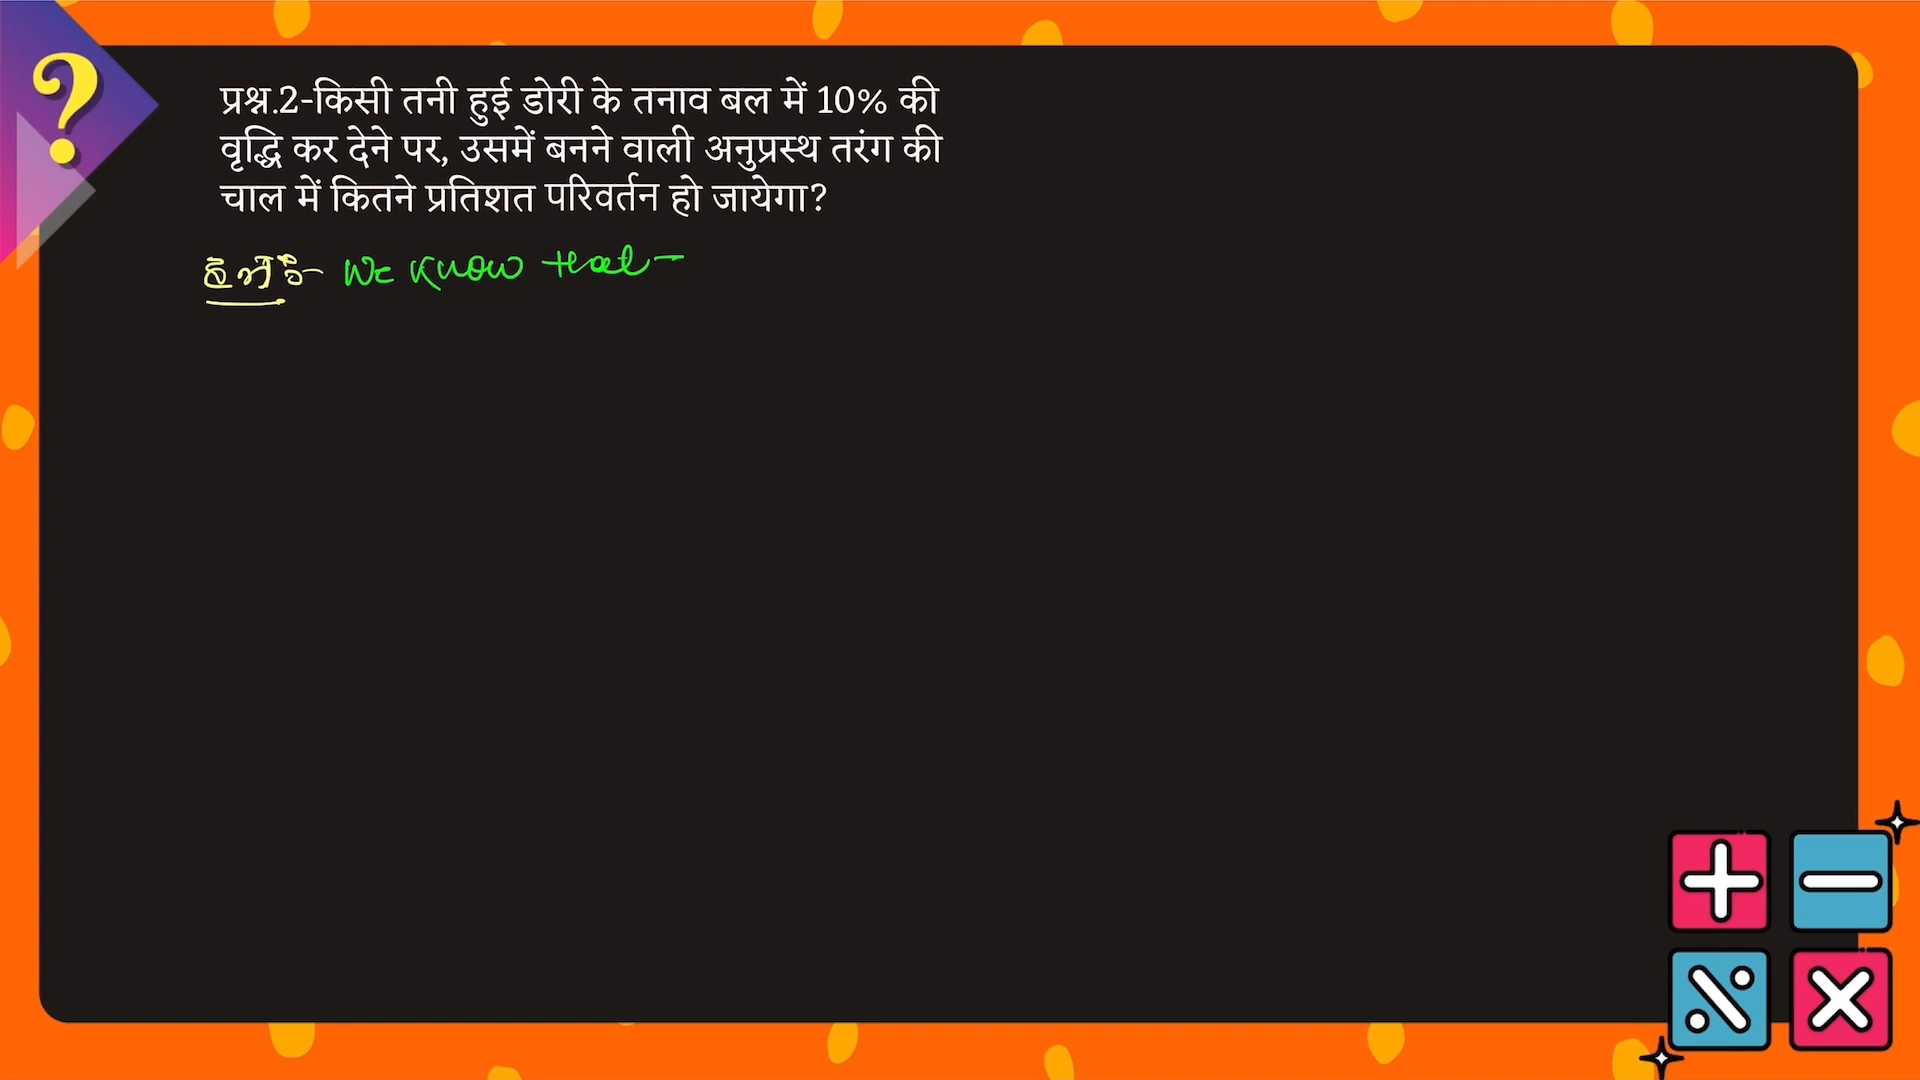 प्रश्न.2-किसी तनी हुई डोरी के तनाव बल में 10% की
वृद्धि कर देने पर, उसमें बनने वाली अनुप्रस्थ तरंग की
चाल में कितने प्रतिशत परिवर्तन हो जायेगा?
We know that-